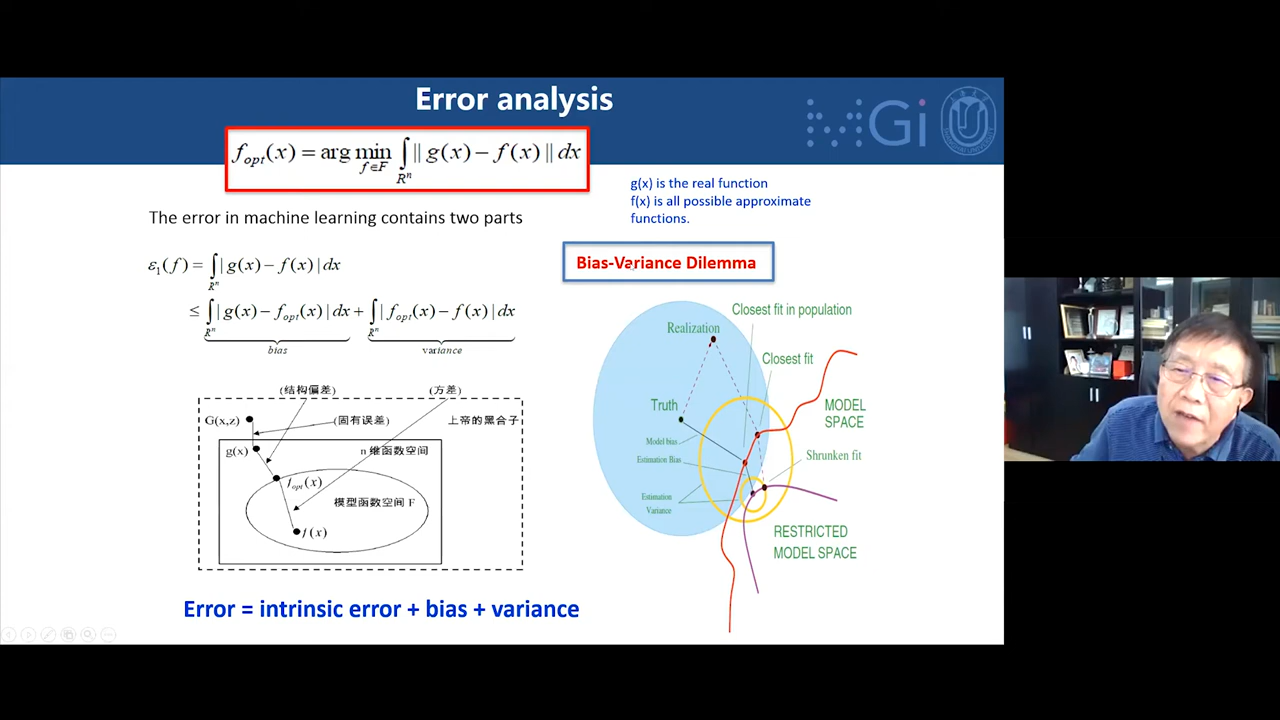 Error analysis
MGi
f_opt(x) = arg min_{f∈F} ∫_{R^n} || g(x) − f(x) || dx
g(x) is the real function
f(x) is all possible approximate
functions.
The error in machine learning contains two parts
ε₁(f) = ∫_{R^n} | g(x) − f(x) | dx
≤ ∫_{R^n} | g(x) − f_opt(x) | dx + ∫_{R^n} | f_opt(x) − f(x) | dx
bias
variance
Bias-Variance Dilemma
(结构偏差)
(方差)
G(x,z)
(固有误差)
上帝的黑合子
g(x)
n 维函数空间
f_opt(x)
模型函数空间 F
f(x)
Closest fit in population
Realization
Closest fit
Truth
MODEL
SPACE
Model bias
Estimation Bias
Shrunken fit
Estimation
Variance
RESTRICTED
MODEL SPACE
Error = intrinsic error + bias + variance